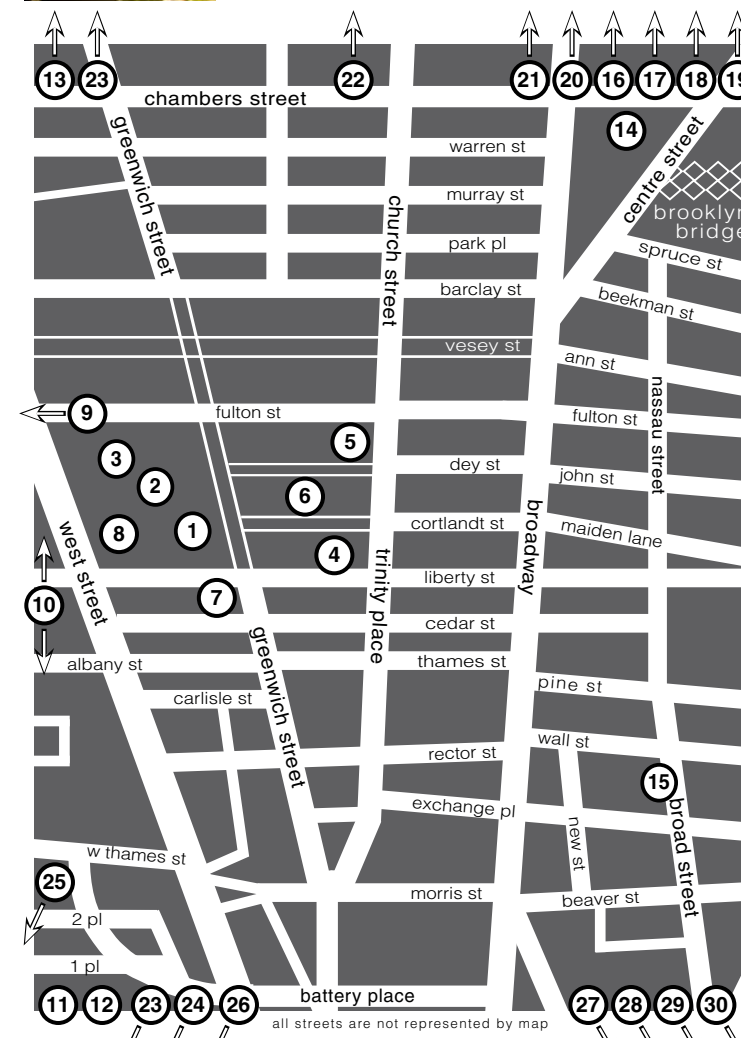 13 23 22 21 20 16 17 18 19
chambers street
14
greenwich street
warren st
centre street
murray st
church street
brooklyn
bridge
park pl
spruce st
barclay st
beekman st
vesey st
ann st
nassau street
9
fulton st
fulton st
5
3
dey st
john st
2
6
broadway
8
1
cortlandt st
maiden lane
west street
4
trinity place
liberty st
10
7
cedar st
greenwich street
albany st
thames st
pine st
carlisle st
wall st
rector st
15
exchange pl
broad street
new st
w thames st
25
morris st
beaver st
2 pl
1 pl
11 12 23 24 26
battery place
27 28 29 30
all streets are not represented by map